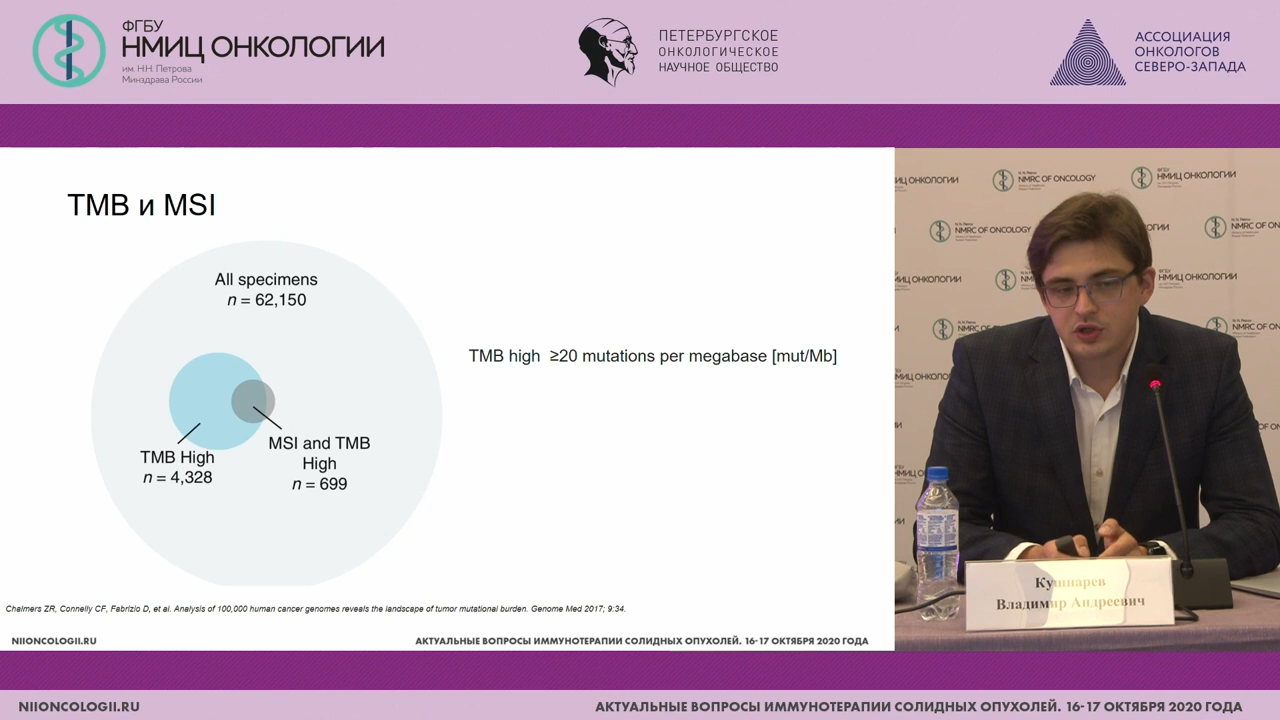 ФГБУ
НМИЦ ОНКОЛОГИИ
им. Н.Н. Петрова
Минздрава России
ПЕТЕРБУРГСКОЕ
ОНКОЛОГИЧЕСКОЕ
НАУЧНОЕ ОБЩЕСТВО
АССОЦИАЦИЯ
ОНКОЛОГОВ
СЕВЕРО-ЗАПАДА
TMB и MSI
All specimens
n = 62,150
TMB high ≥20 mutations per megabase [mut/Mb]
TMB High
n = 4,328
MSI and TMB
High
n = 699
Chalmers ZR, Connelly CF, Fabrizio D, et al. Analysis of 100,000 human cancer genomes reveals the landscape of tumor mutational burden. Genome Med 2017; 9:34.
NIIONCOLOGII.RU
АКТУАЛЬНЫЕ ВОПРОСЫ ИММУНОТЕРАПИИ СОЛИДНЫХ ОПУХОЛЕЙ. 16-17 ОКТЯБРЯ 2020 ГОДА
NMRC OF ONCOLOGY
ФГБУ
НМИЦ ОНКОЛОГИИ
NMRC OF ONCOLOGY
Кушнарев
Владимир Андреевич
NIIONCOLOGII.RU
АКТУАЛЬНЫЕ ВОПРОСЫ ИММУНОТЕРАПИИ СОЛИДНЫХ ОПУХОЛЕЙ. 16-17 ОКТЯБРЯ 2020 ГОДА